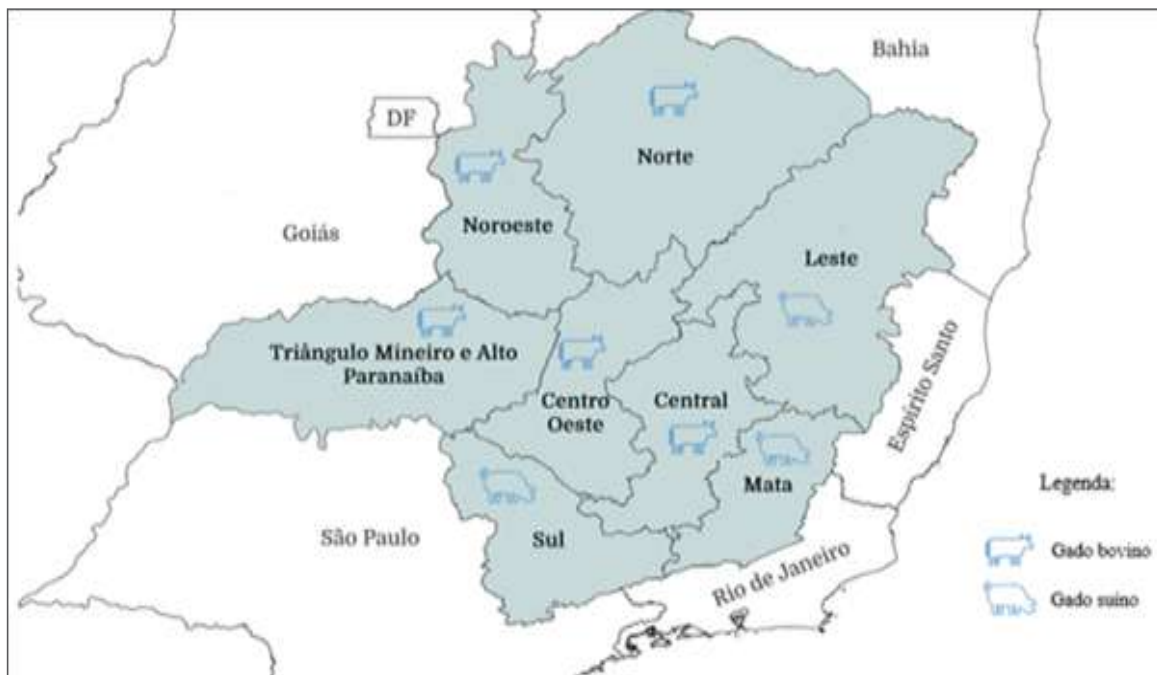 Bahia
DF
Norte
Noroeste
Goiás
Leste
Triângulo Mineiro e Alto
Paranaíba
Centro
Oeste
Central
Espírito Santo
Mata
Legenda:
São Paulo
Sul
Rio de Janeiro
Gado bovino
Gado suíno